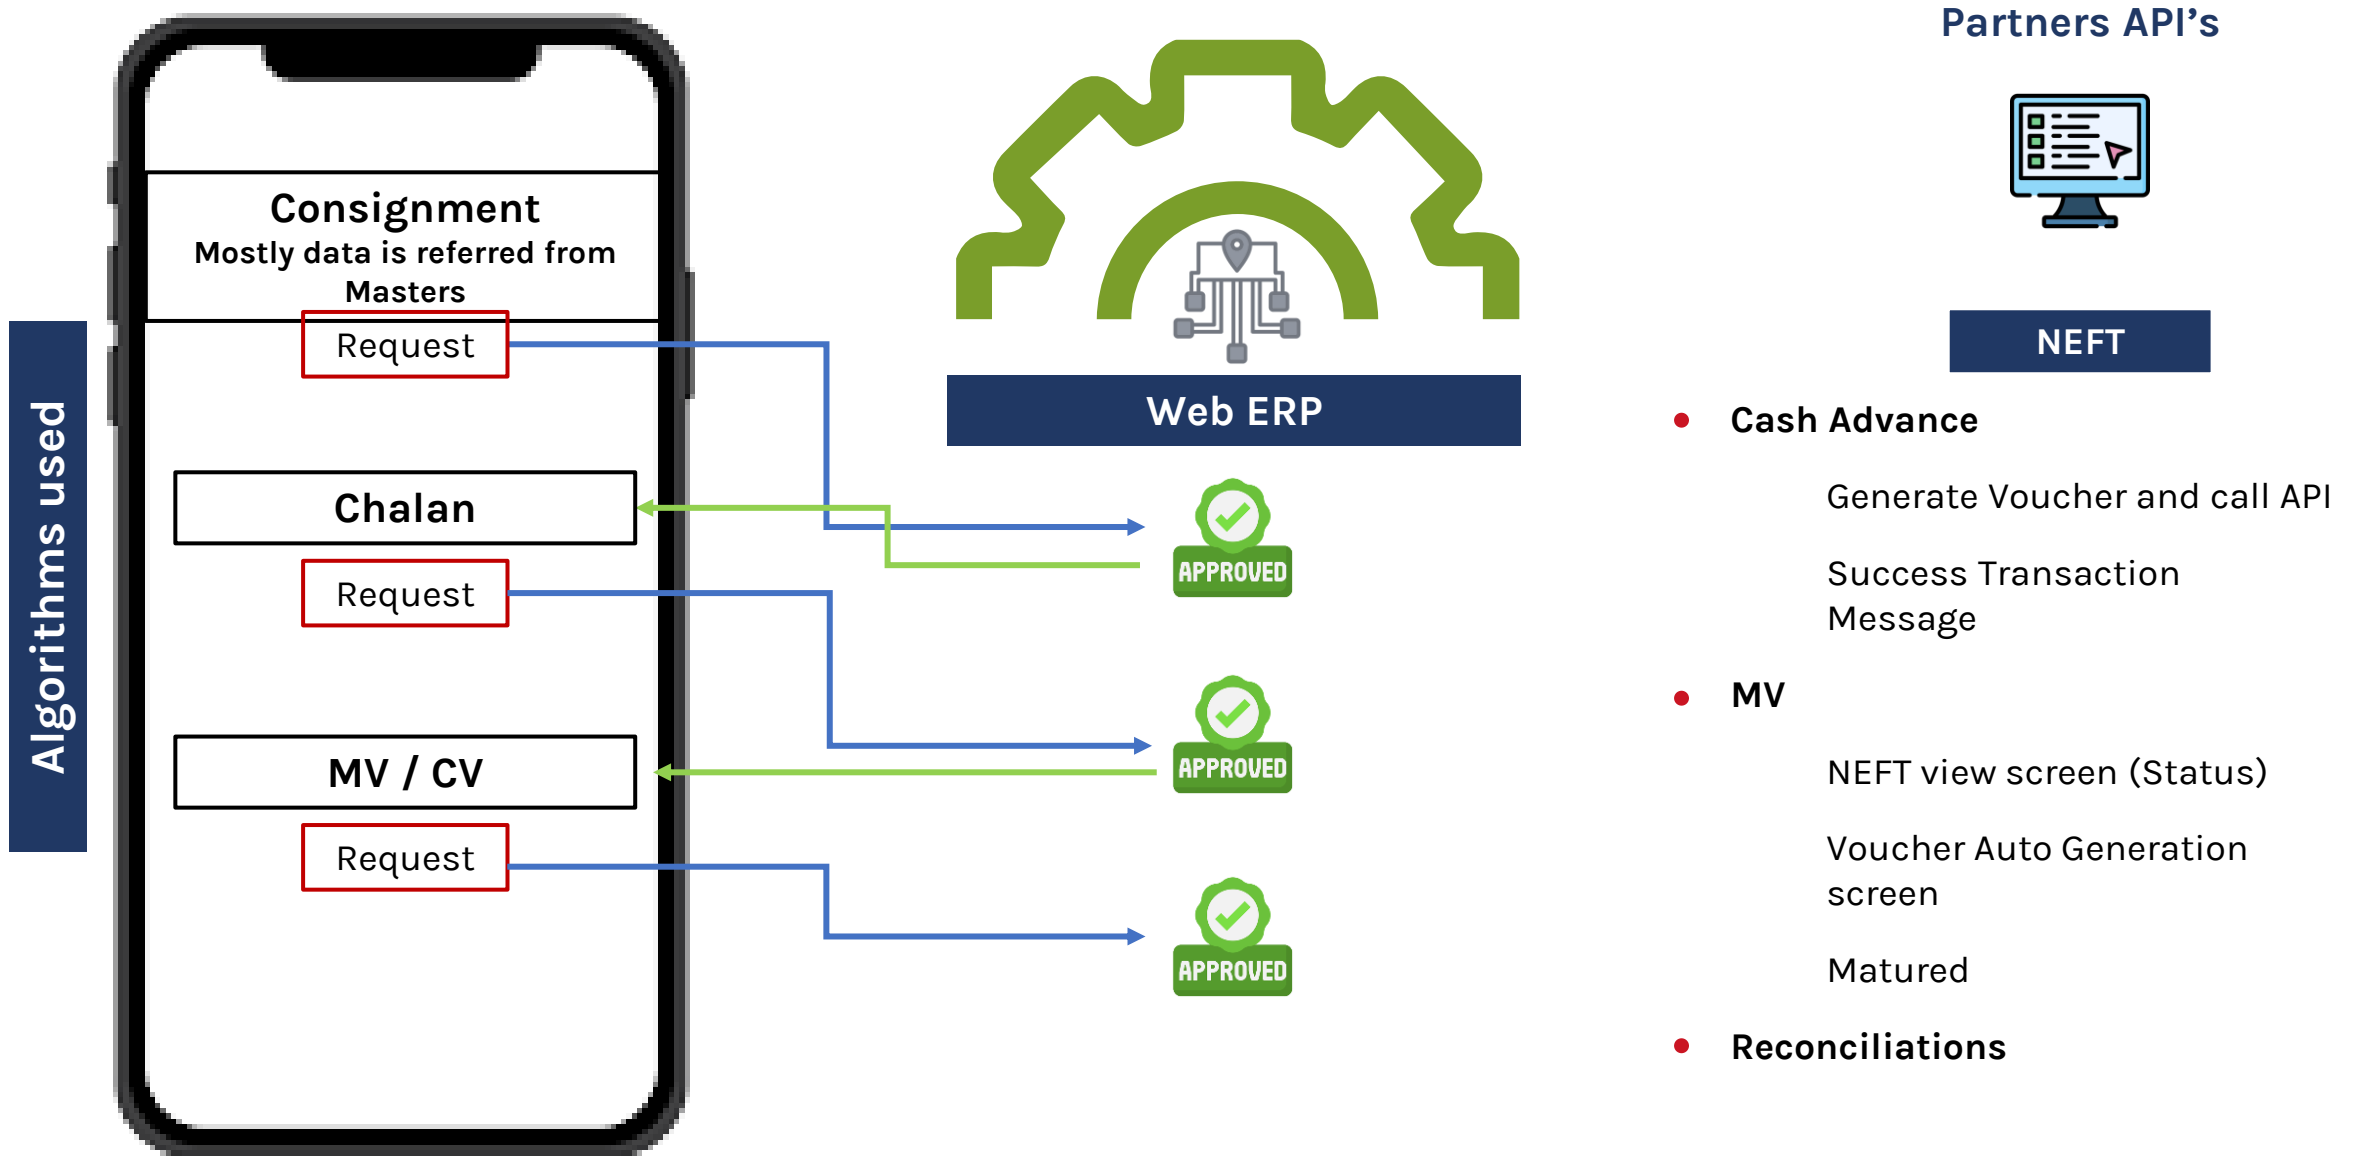 Algorithms used
Consignment
Mostly data is referred from
Masters
Request
Chalan
Request
MV / CV
Request
Web ERP
APPROVED
APPROVED
APPROVED
Partners API’s
NEFT
Cash Advance
Generate Voucher and call API
Success Transaction
Message
MV
NEFT view screen (Status)
Voucher Auto Generation
screen
Matured
Reconciliations